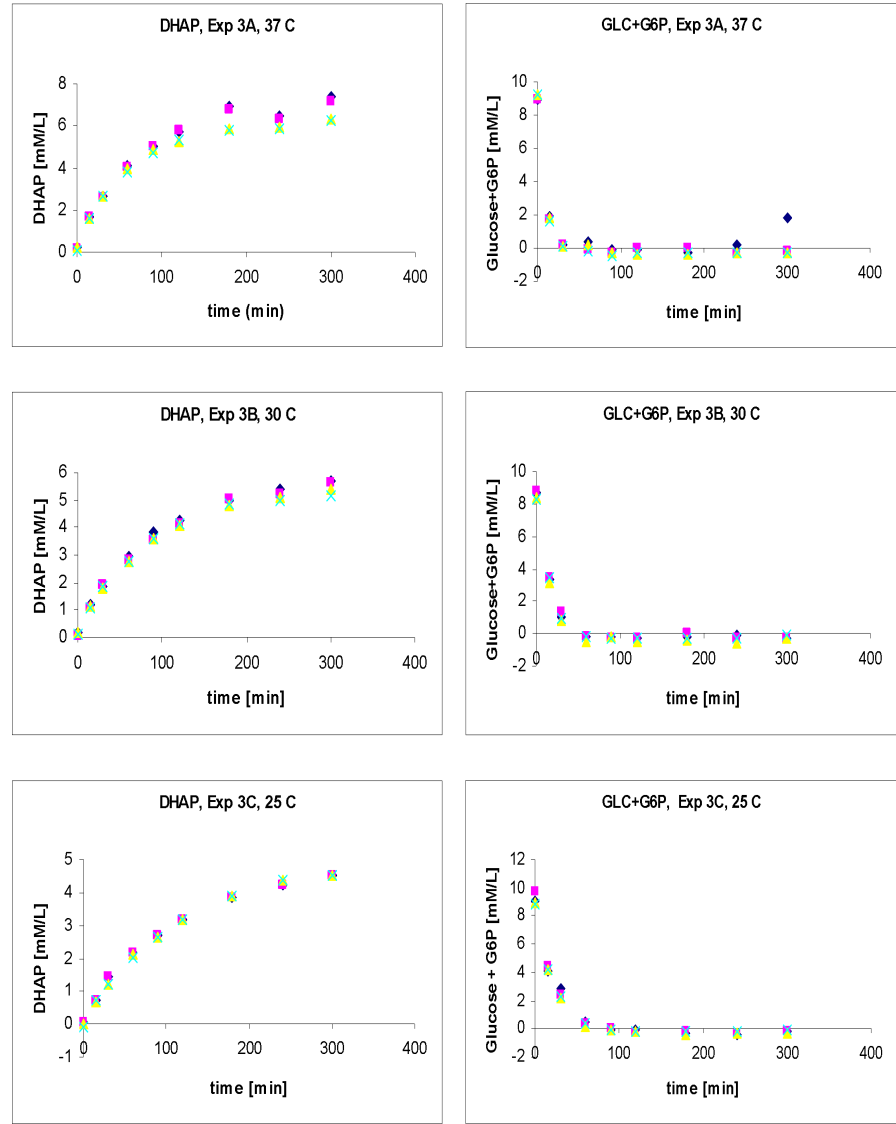 DHAP, Exp 3A, 37 C
DHAP [mM/L]
8
6
4
2
0
0 100 200 300 400
time (min)
GLC+G6P, Exp 3A, 37 C
Glucose+G6P [mM/L]
10
8
6
4
2
0
-2
0 100 200 300 400
time [min]
DHAP, Exp 3B, 30 C
DHAP [mM/L]
6
5
4
3
2
1
0
0 100 200 300 400
time [min]
GLC+G6P, Exp 3B, 30 C
Glucose+G6P [mM/L]
10
8
6
4
2
0
-2
0 100 200 300 400
time [min]
DHAP, Exp 3C, 25 C
DHAP [mM/L]
5
4
3
2
1
0
-1
0 100 200 300 400
time [min]
GLC+G6P, Exp 3C, 25 C
Glucose + G6P [mM/L]
12
10
8
6
4
2
0
-2
0 100 200 300 400
time [min]